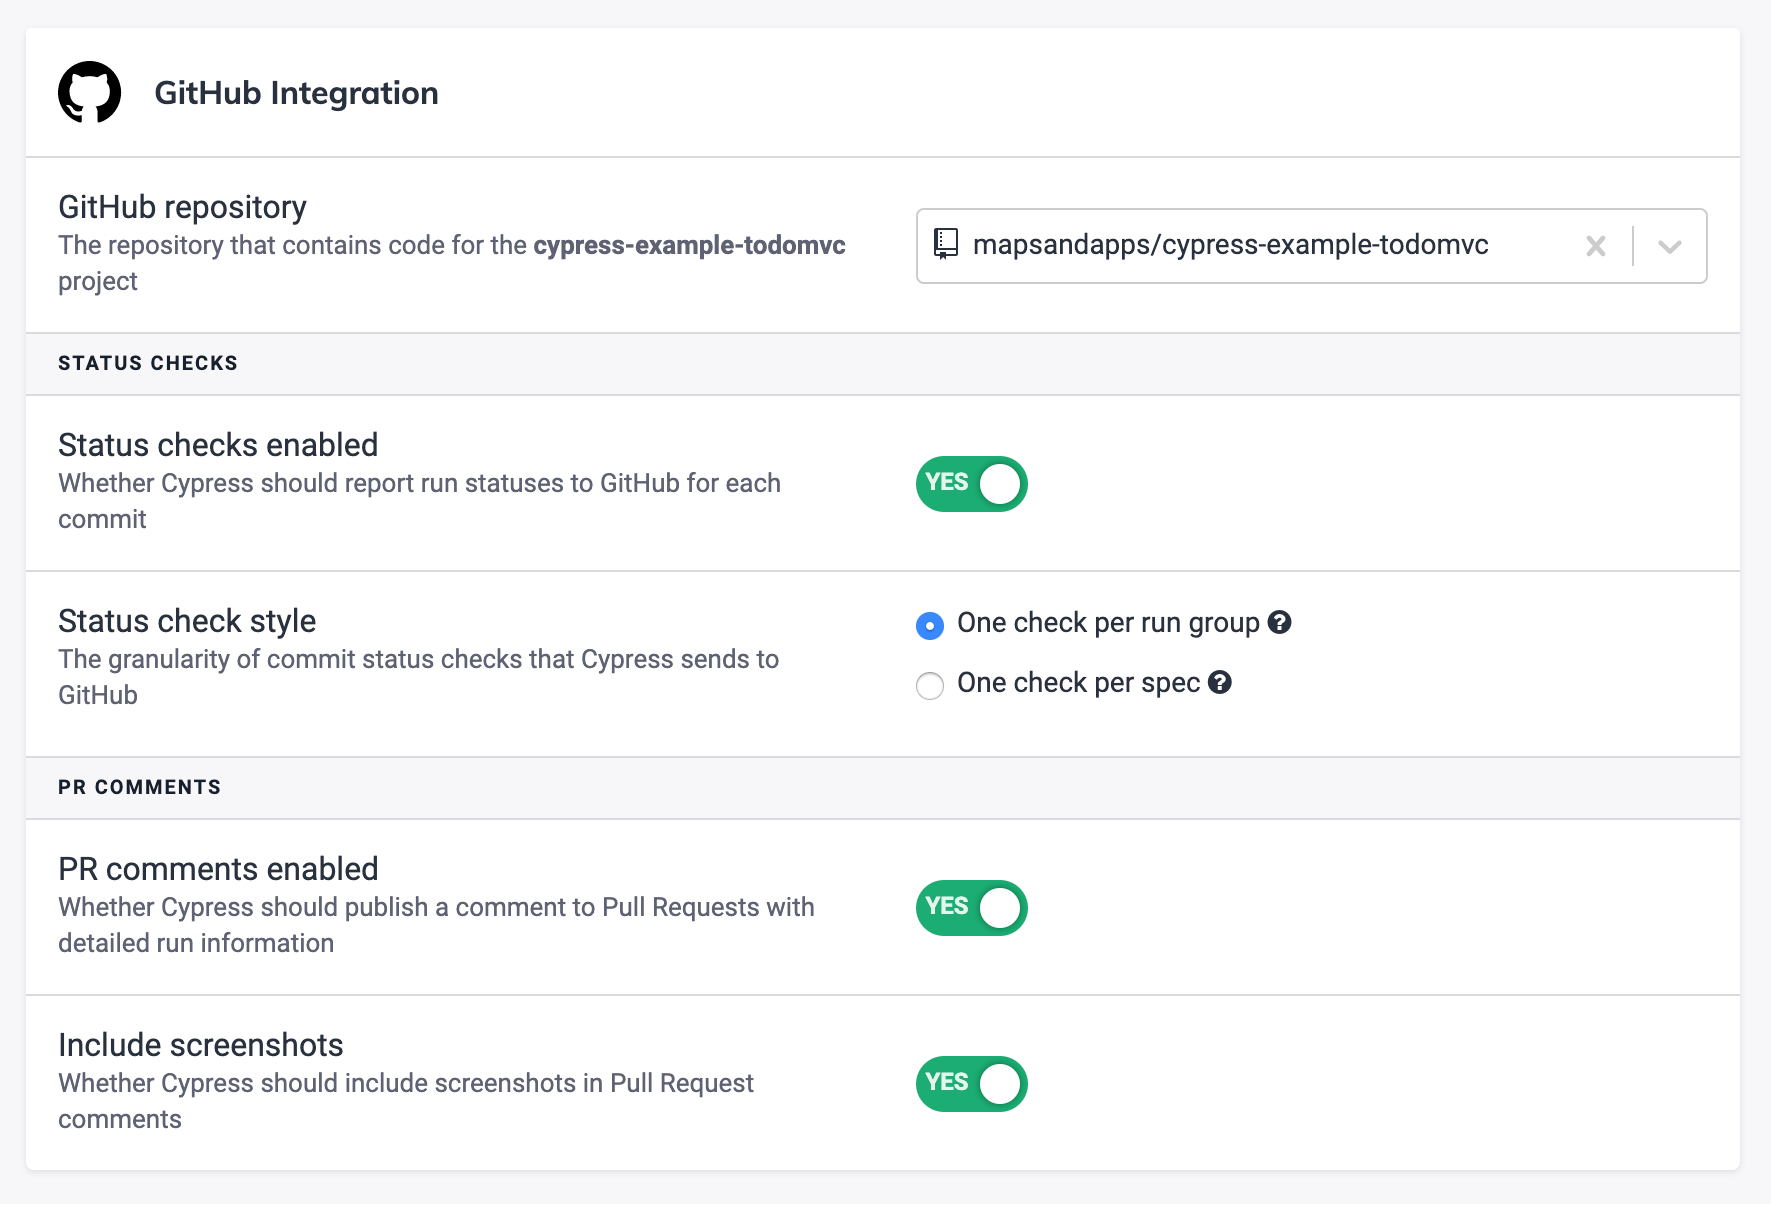 GitHub Integration
GitHub repository
The repository that contains code for the cypress-example-todomvc
project
mapsandapps/cypress-example-todomvc
STATUS CHECKS
Status checks enabled
Whether Cypress should report run statuses to GitHub for each
commit
YES
Status check style
The granularity of commit status checks that Cypress sends to
GitHub
One check per run group
One check per spec
PR COMMENTS
PR comments enabled
Whether Cypress should publish a comment to Pull Requests with
detailed run information
YES
Include screenshots
Whether Cypress should include screenshots in Pull Request
comments
YES